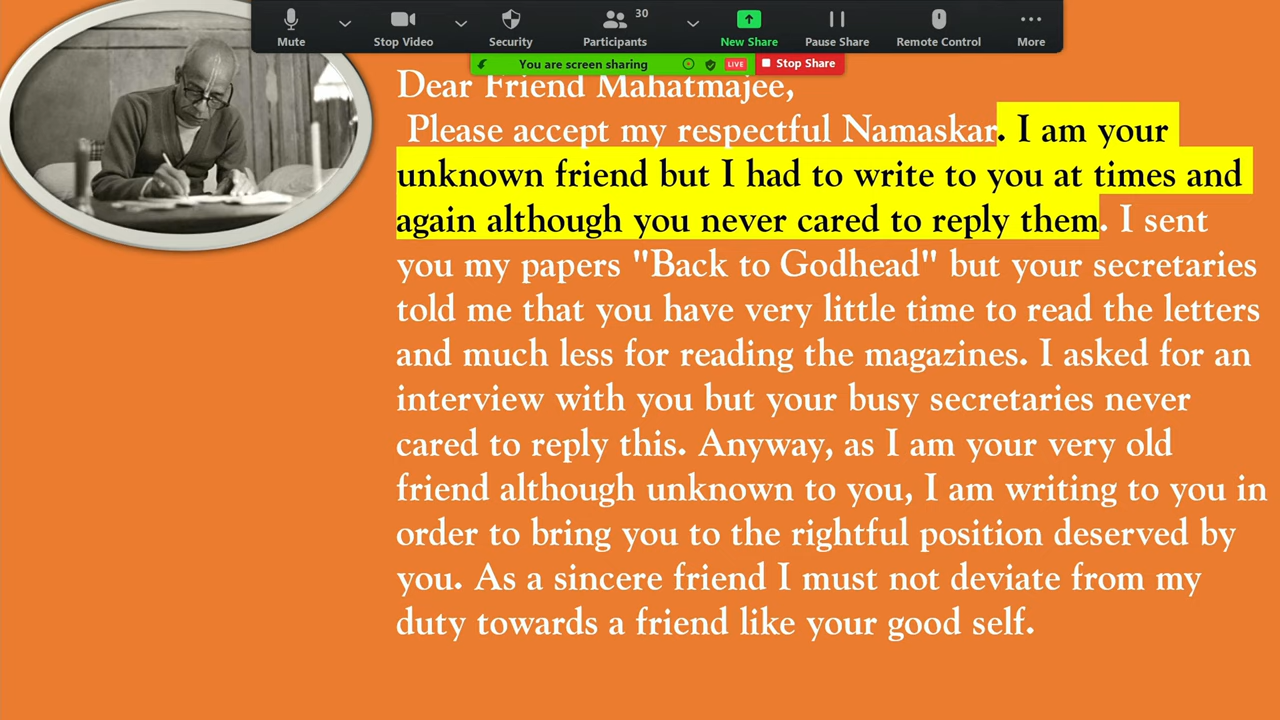 30
Mute
Stop Video
Security
Participants
New Share
Pause Share
Remote Control
More
You are screen sharing
LIVE
Stop Share
Dear Friend Mahatmajee,
Please accept my respectful Namaskar. I am your
unknown friend but I had to write to you at times and
again although you never cared to reply them. I sent
you my papers "Back to Godhead" but your secretaries
told me that you have very little time to read the letters
and much less for reading the magazines. I asked for an
interview with you but your busy secretaries never
cared to reply this. Anyway, as I am your very old
friend although unknown to you, I am writing to you in
order to bring you to the rightful position deserved by
you. As a sincere friend I must not deviate from my
duty towards a friend like your good self.